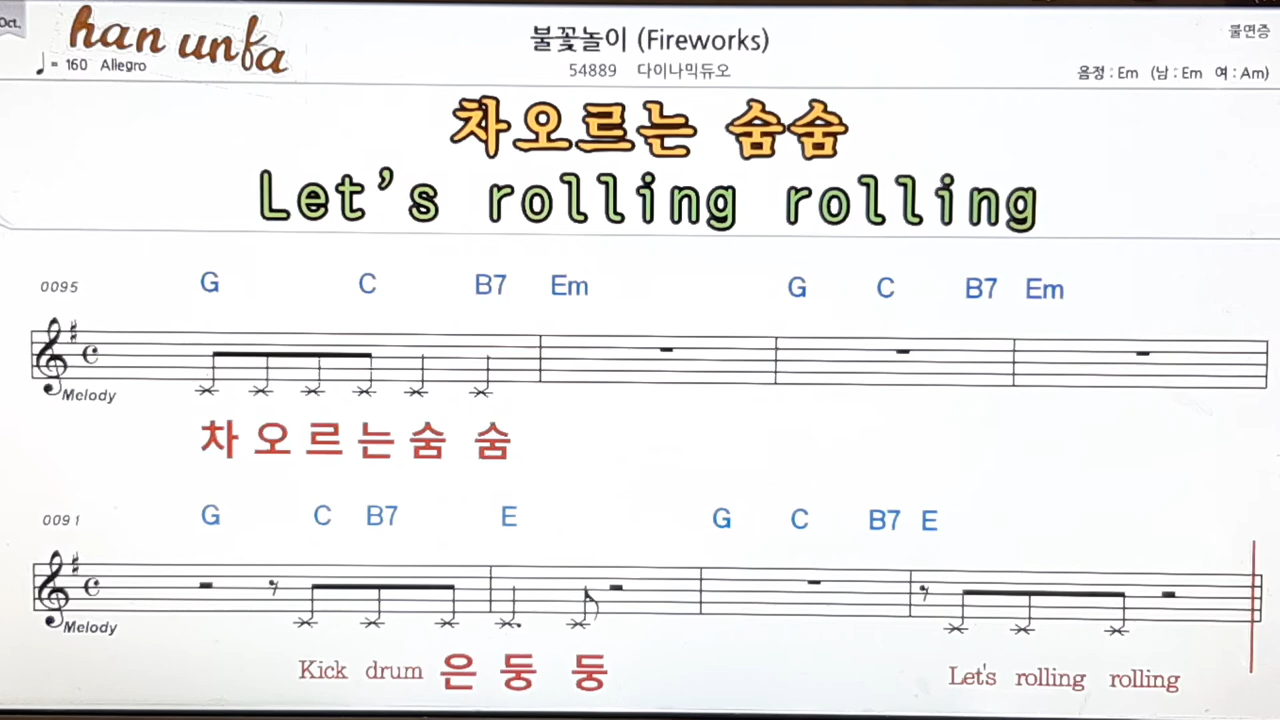 Oct.
han unfa
♩= 160 Allegro
불꽃놀이 (Fireworks)
54889 다이나믹듀오
불면증
음정 : Em (남 : Em 여 : Am)
차오르는 숨숨
Let's rolling rolling
0095
G C B7 Em G C B7 Em
Melody
차 오 르 는 숨 숨
0091
G C B7 E G C B7 E
Melody
Kick drum 은 둥 둥 Let's rolling rolling